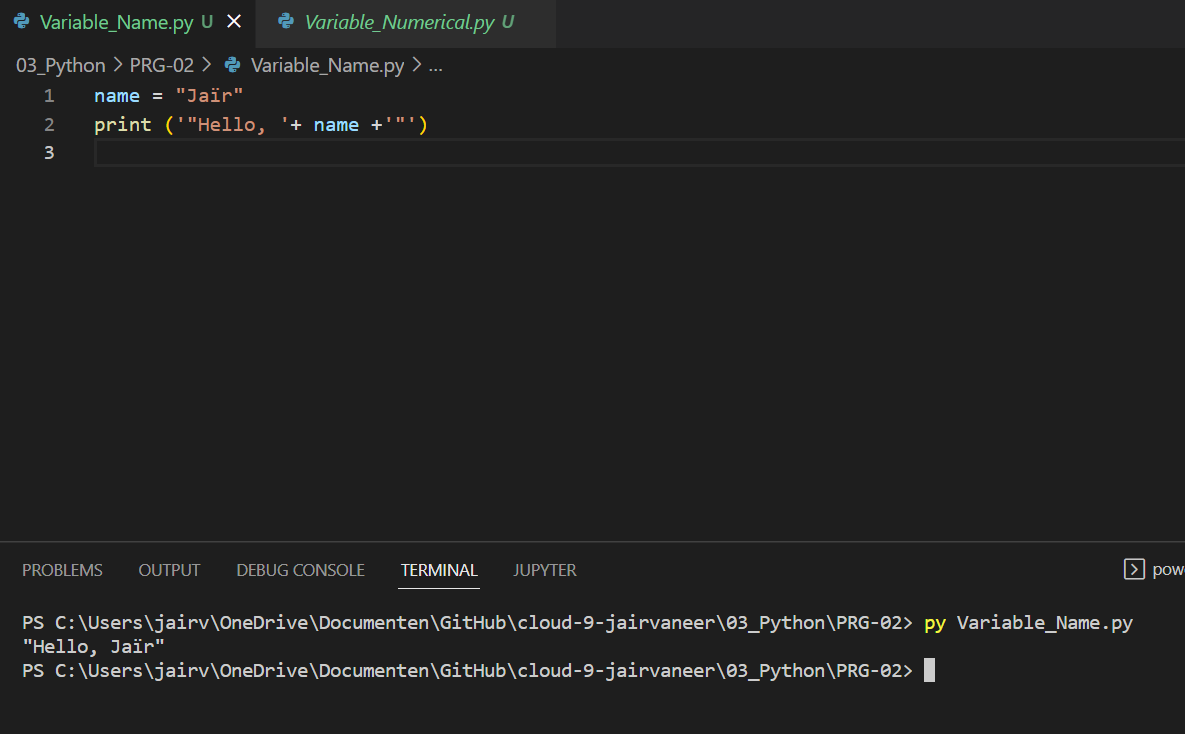 Variable_Name.py U Variable_Numerical.py U
03_Python > PRG-02 > Variable_Name.py > ...
1 name = "Jaïr"
2 print ('"Hello, '+ name +'"')
3
PROBLEMS OUTPUT DEBUG CONSOLE TERMINAL JUPYTER pow
PS C:\Users\jairv\OneDrive\Documenten\GitHub\cloud-9-jairvaneer\03_Python\PRG-02> py Variable_Name.py
"Hello, Jaïr"
PS C:\Users\jairv\OneDrive\Documenten\GitHub\cloud-9-jairvaneer\03_Python\PRG-02>